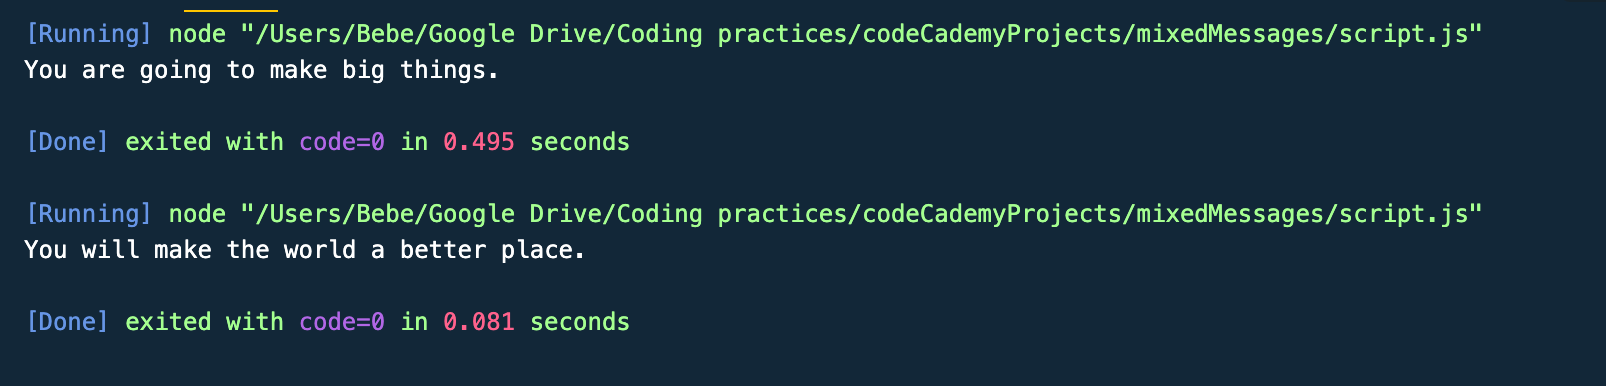 [Running] node "/Users/Bebe/Google Drive/Coding practices/codeCademyProjects/mixedMessages/script.js"
You are going to make big things.
[Done] exited with code=0 in 0.495 seconds
[Running] node "/Users/Bebe/Google Drive/Coding practices/codeCademyProjects/mixedMessages/script.js"
You will make the world a better place.
[Done] exited with code=0 in 0.081 seconds